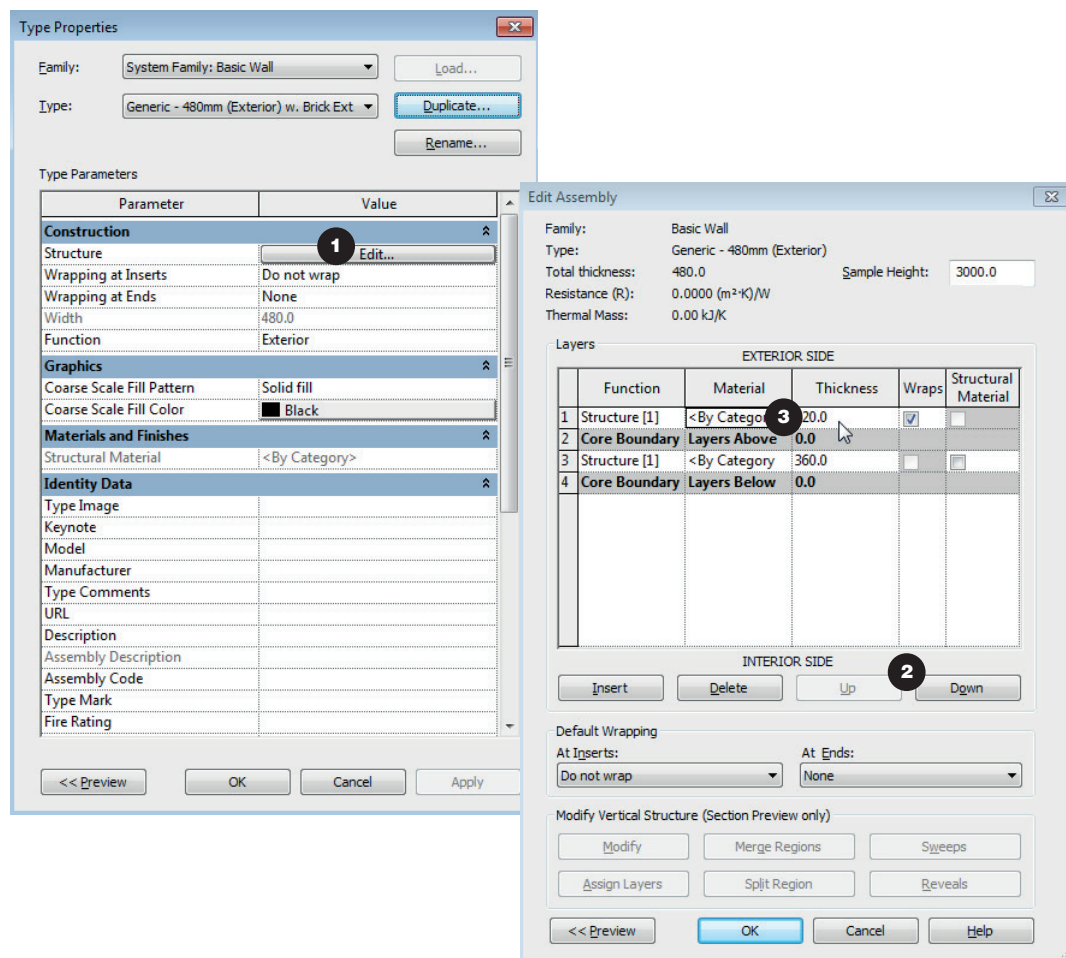 Type Properties
Family: System Family: Basic Wall Load...
Type: Generic - 480mm (Exterior) w. Brick Ext Duplicate...
Rename...
Type Parameters
Parameter Value
Construction
Structure 1 Edit...
Wrapping at Inserts Do not wrap
Wrapping at Ends None
Width 480.0
Function Exterior
Graphics
Coarse Scale Fill Pattern Solid fill
Coarse Scale Fill Color Black
Materials and Finishes
Structural Material <By Category>
Identity Data
Type Image
Keynote
Model
Manufacturer
Type Comments
URL
Description
Assembly Description
Assembly Code
Type Mark
Fire Rating
<< Preview OK Cancel Apply
Edit Assembly
Family: Basic Wall
Type: Generic - 480mm (Exterior)
Total thickness: 480.0 Sample Height: 3000.0
Resistance (R): 0.0000 (m²·K)/W
Thermal Mass: 0.00 kJ/K
Layers
EXTERIOR SIDE
Function Material Thickness Wraps Structural Material
1 Structure [1] <By Categor 3 20.0
2 Core Boundary Layers Above 0.0
3 Structure [1] <By Category 360.0
4 Core Boundary Layers Below 0.0
INTERIOR SIDE
2
Insert Delete Up Down
Default Wrapping
At Inserts: At Ends:
Do not wrap None
Modify Vertical Structure (Section Preview only)
Modify Merge Regions Sweeps
Assign Layers Split Region Reveals
<< Preview OK Cancel Help